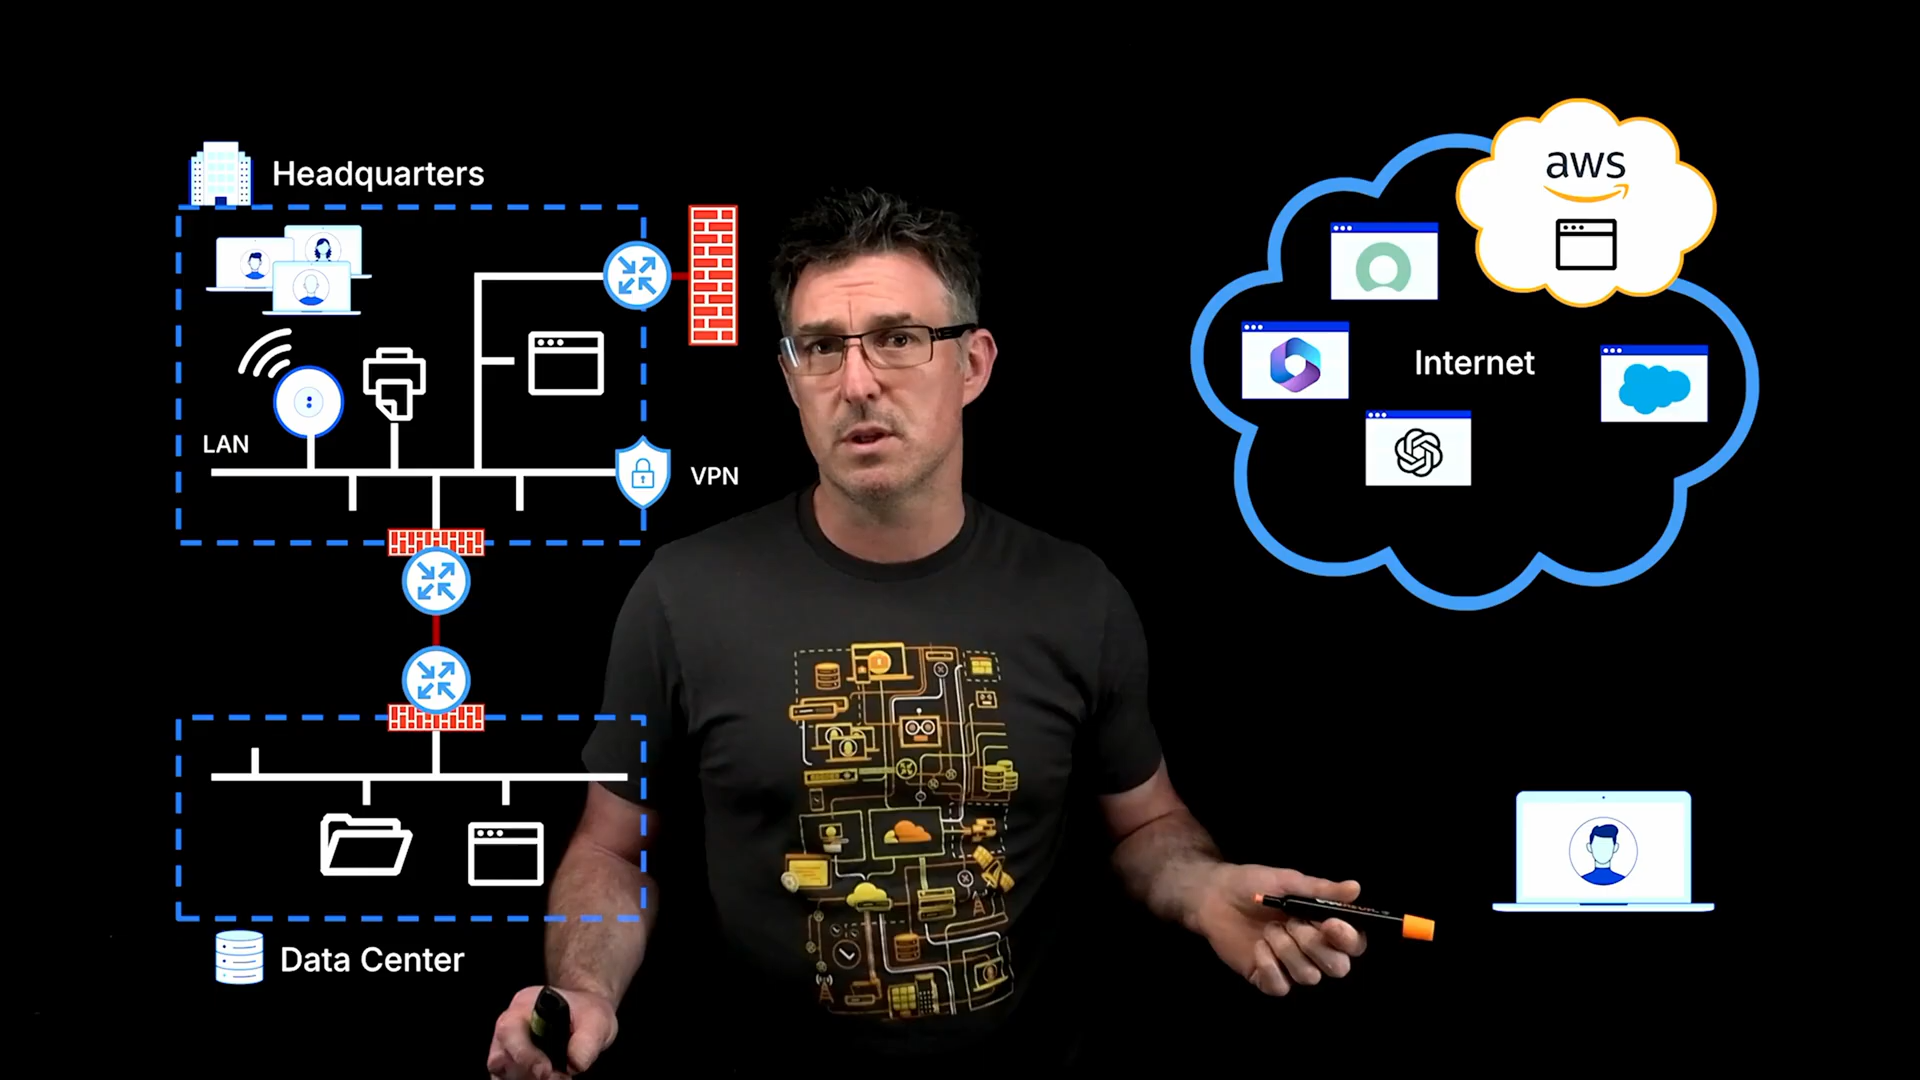 Headquarters
aws
Internet
LAN
VPN
Data Center